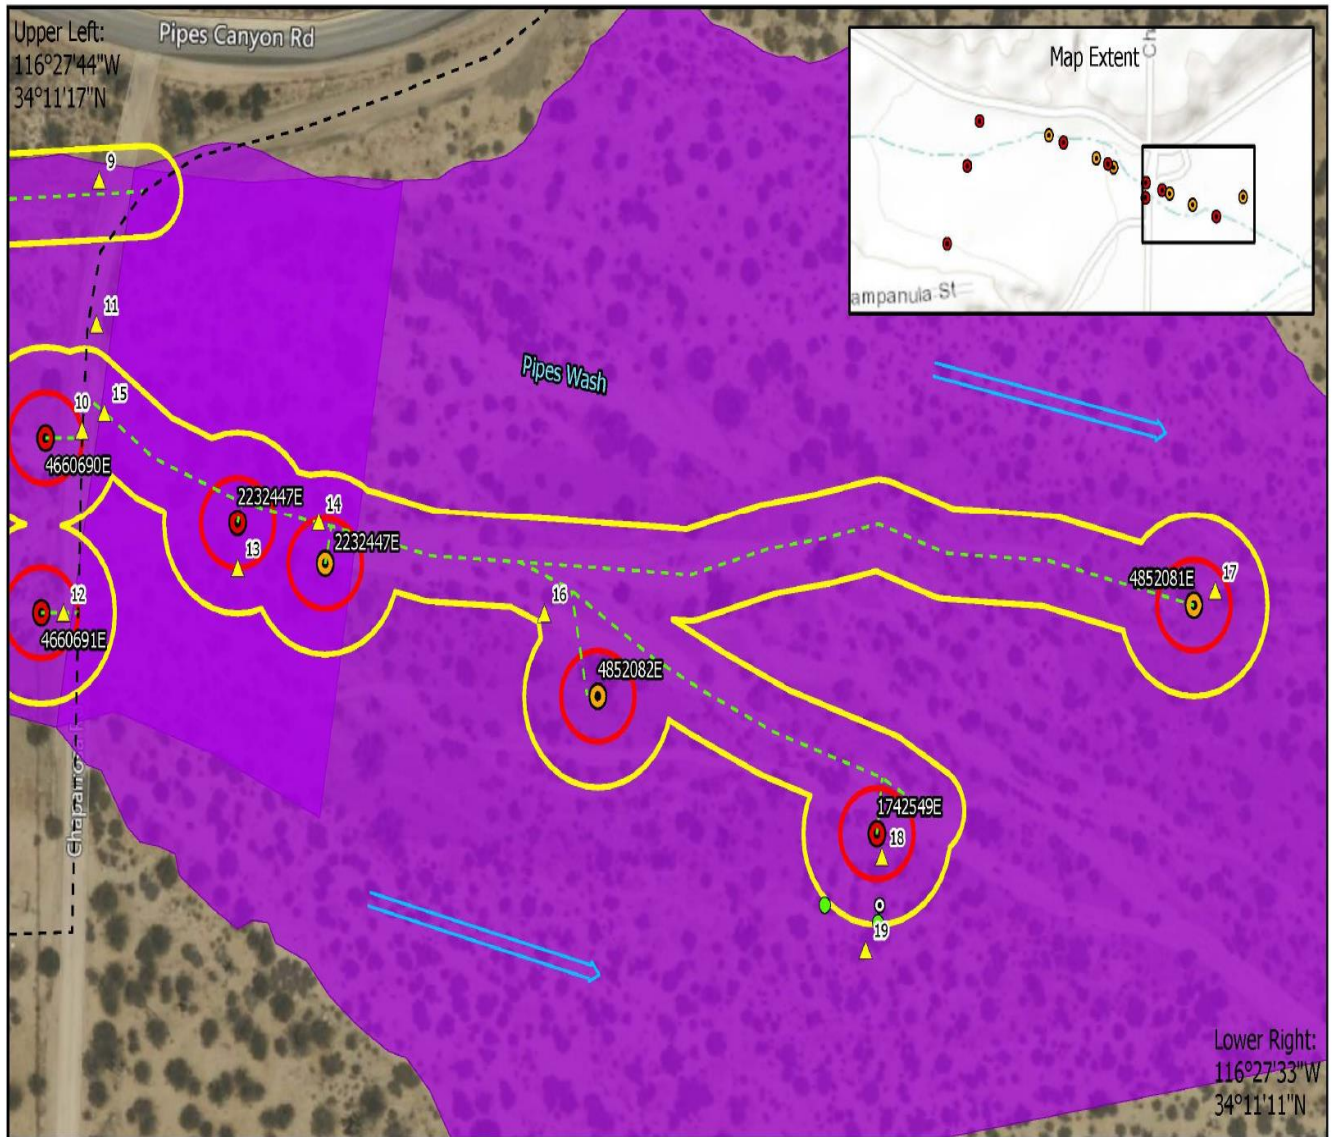 Upper Left:
116°27'44"W
34°11'17"N
Pipes Canyon Rd
Map Extent
Ch
ampanula St
9
11
10
15
4660690E
2232447E
14
13
2232447E
12
4660691E
Pipes Wash
16
4852082E
4852081E
17
1742549E
18
19
Lower Right:
116°27'33"W
34°11'11"N